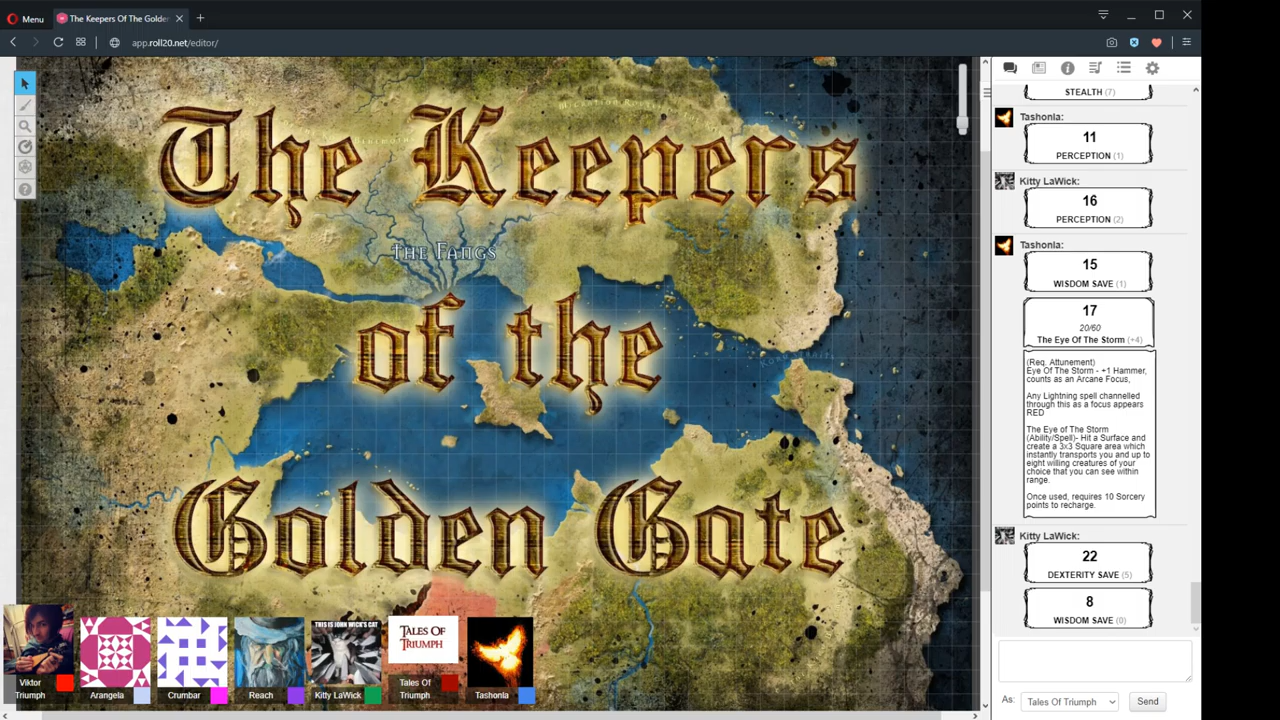 Menu
The Keepers Of The Golden
app.roll20.net/editor/
The Keepers
The Fangs
of the
Golden Gate
Viktor
Triumph
Arangela
Crumbar
Reach
THIS IS JOHN WICK'S CAT
Kitty LaWick
TALES OF
TRIUMPH
Tales Of
Triumph
Tashonia
STEALTH (7)
Tashonia:
11
PERCEPTION (1)
Kitty LaWick:
16
PERCEPTION (2)
Tashonia:
15
WISDOM SAVE (1)
17
20/60
The Eye Of The Storm (+4)
(Req. Attunement)
Eye Of The Storm - +1 Hammer,
counts as an Arcane Focus,
Any Lightning spell channelled
through this as a focus appears
RED
The Eye of The Storm
(Ability/Spell)- Hit a Surface and
create a 3x3 Square area which
instantly transports you and up to
eight willing creatures of your
choice that you can see within
range.
Once used, requires 10 Sorcery
points to recharge.
Kitty LaWick:
22
DEXTERITY SAVE (5)
8
WISDOM SAVE (0)
As:
Tales Of Triumph
Send